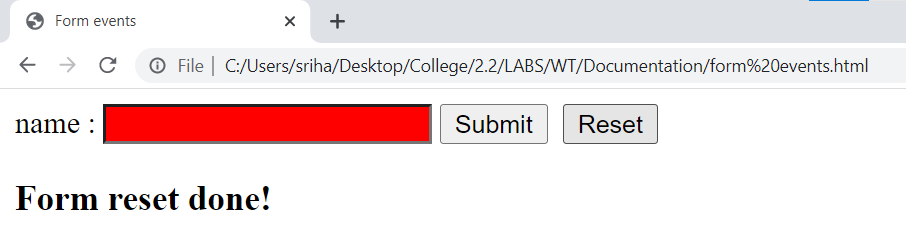 Form events
File | C:/Users/sriha/Desktop/College/2.2/LABS/WT/Documentation/form%20events.html
name : Submit Reset
Form reset done!